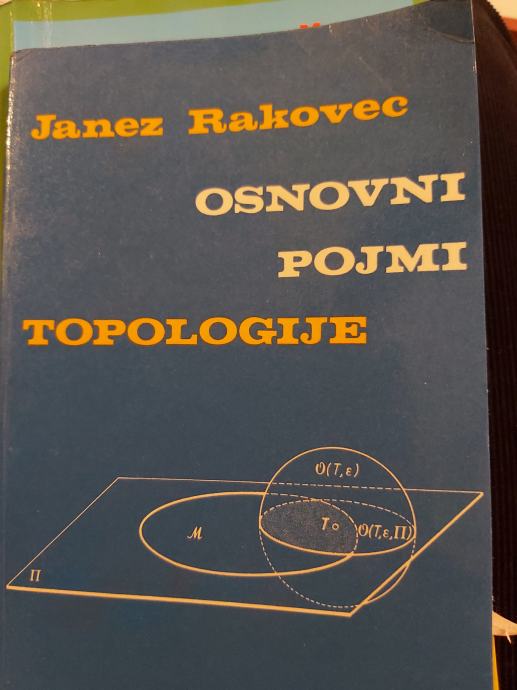 Janez Rakovec
OSNOVNI
POJMI
TOPOLOGIJE
O(T,ε)
M
T
O(T,ε,Π)
Π